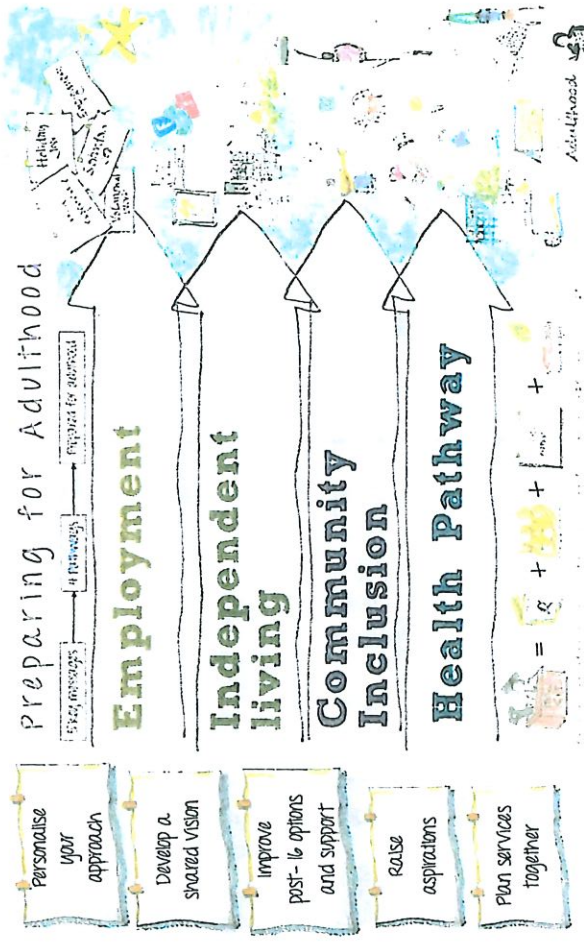 Preparing for Adulthood
5 key messages
4 pathways
Prepared for adulthood
Personalise
your
approach
Develop a
shared vision
Improve
post-16 options
and support
Raise
aspirations
Plan services
together
Employment
Independent
living
Community
Inclusion
Health Pathway
Adulthood
= + + +